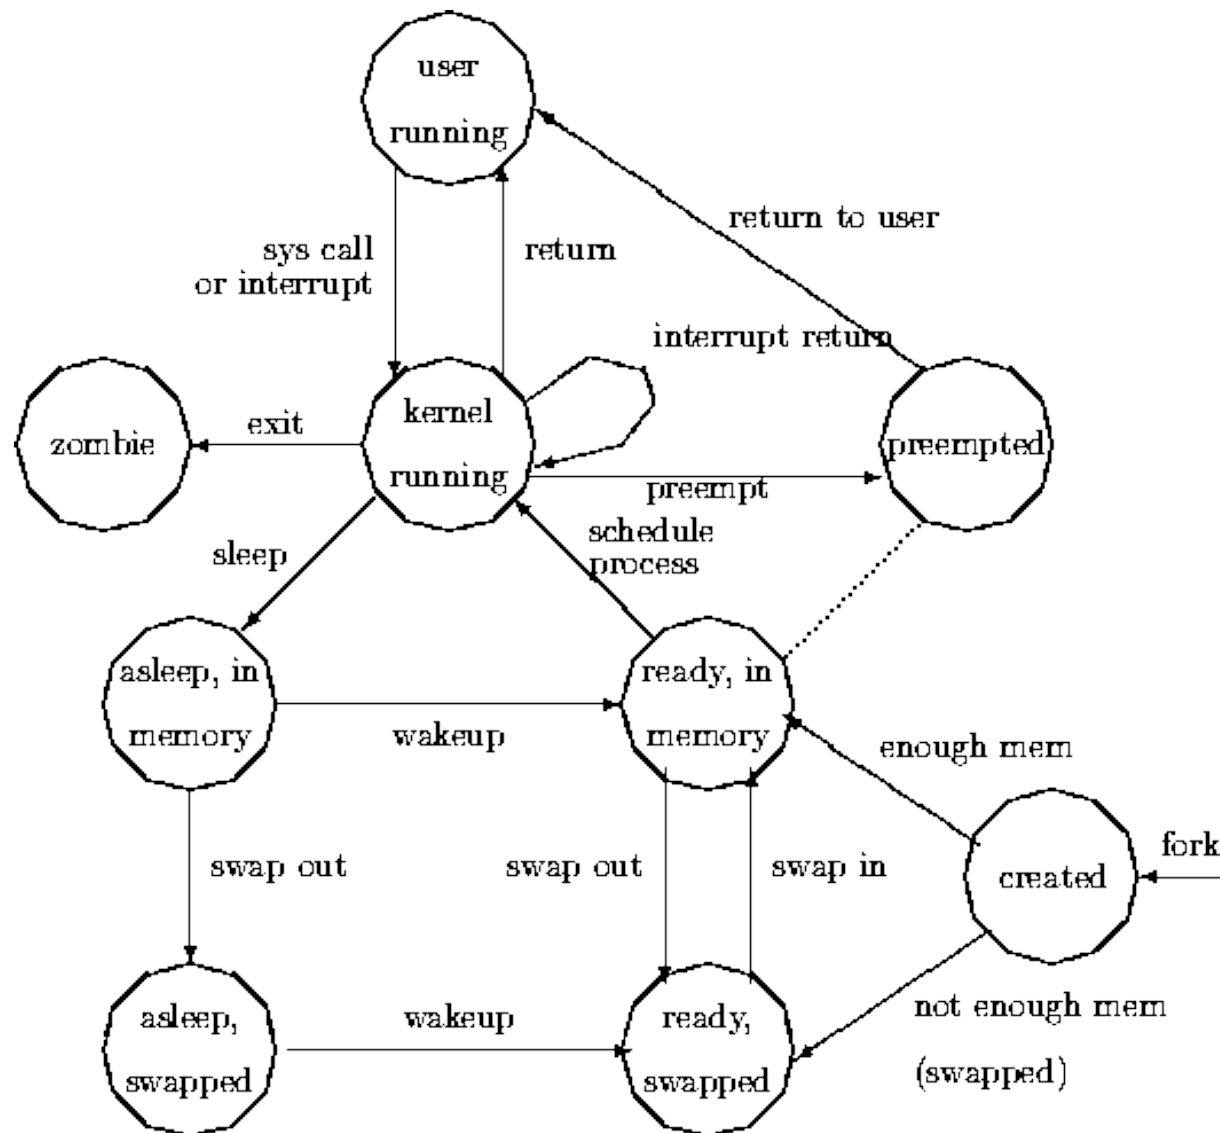 user
running
return to user
sys call
or interrupt
return
interrupt return
zombie
exit
kernel
running
preempted
preempt
schedule
process
sleep
asleep, in
memory
wakeup
ready, in
memory
enough mem
swap out
swap out
swap in
created
fork
asleep,
swapped
wakeup
ready,
swapped
not enough mem
(swapped)